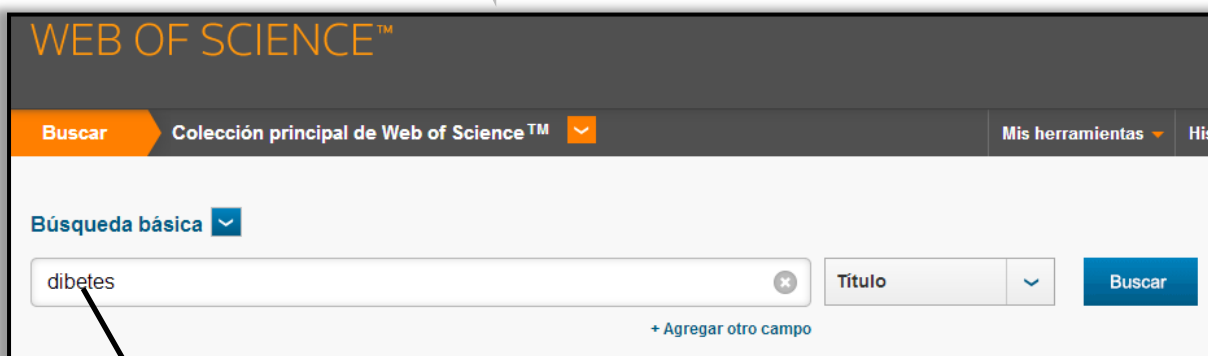 WEB OF SCIENCE™
Buscar Colección principal de Web of Science™ Mis herramientas
Búsqueda básica
dibetes Título Buscar
+ Agregar otro campo